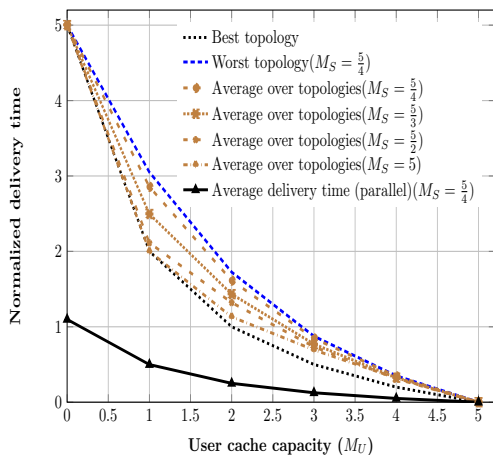 Best topology
Worst topology(M_S = 5/4)
Average over topologies(M_S = 5/4)
Average over topologies(M_S = 5/3)
Average over topologies(M_S = 5/2)
Average over topologies(M_S = 5)
Average delivery time (parallel)(M_S = 5/4)
Normalized delivery time
5
4
3
2
1
0
0 0.5 1 1.5 2 2.5 3 3.5 4 4.5 5
User cache capacity (M_U)